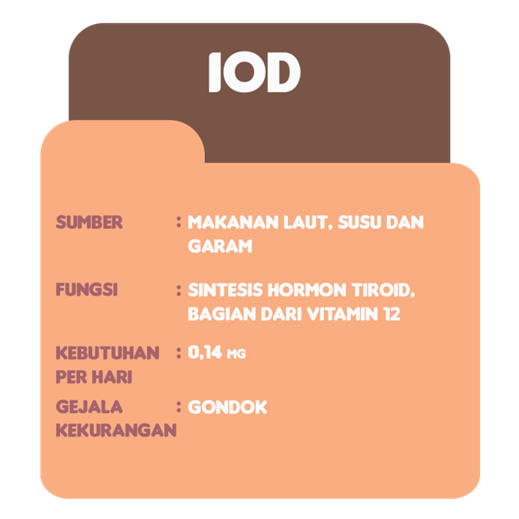 IOD
SUMBER : MAKANAN LAUT, SUSU DAN
GARAM
FUNGSI : SINTESIS HORMON TIROID,
BAGIAN DARI VITAMIN 12
KEBUTUHAN : 0,14 MG
PER HARI
GEJALA : GONDOK
KEKURANGAN